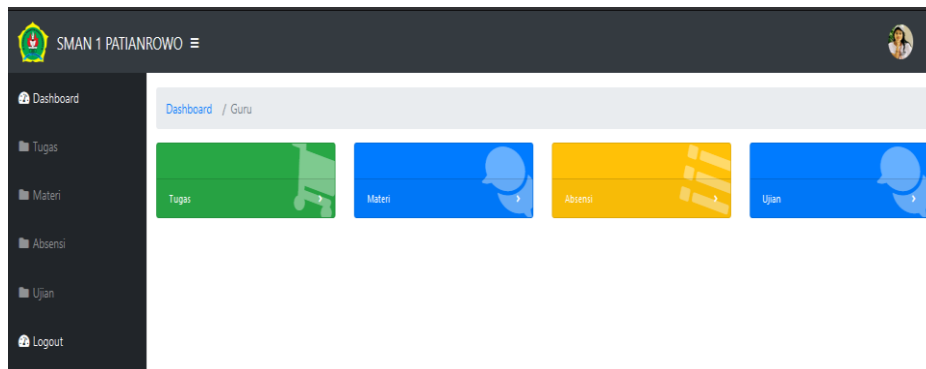 SMAN 1 PATIANROWO
Dashboard
Tugas
Materi
Absensi
Ujian
Logout
Dashboard / Guru
Tugas
Materi
Absensi
Ujian